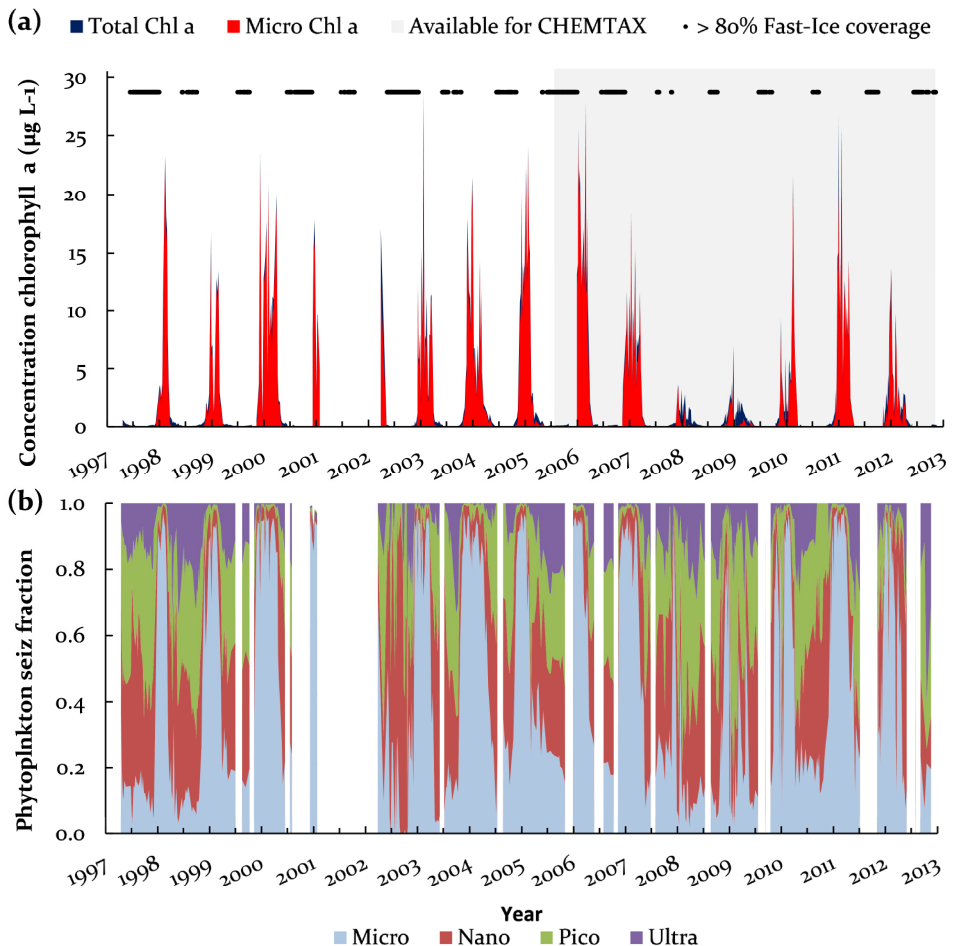 (a) Total Chl a Micro Chl a Available for CHEMTAX > 80% Fast-Ice coverage
Concentration chlorophyll a (µg L-1)
30
25
20
15
10
5
0
1997 1998 1999 2000 2001 2002 2003 2004 2005 2006 2007 2008 2009 2010 2011 2012 2013
(b)
Phytoplnkton seiz fraction
1.0
0.8
0.6
0.4
0.2
0.0
1997 1998 1999 2000 2001 2002 2003 2004 2005 2006 2007 2008 2009 2010 2011 2012 2013
Year
Micro Nano Pico Ultra